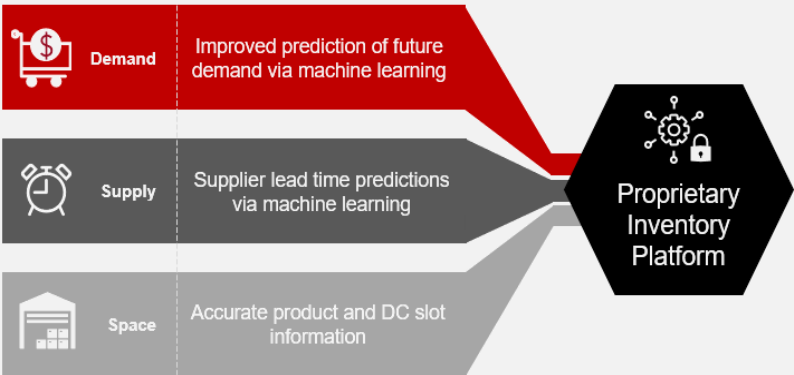 $
Demand
Improved prediction of future
demand via machine learning
Supply
Supplier lead time predictions
via machine learning
Space
Accurate product and DC slot
information
Proprietary
Inventory
Platform